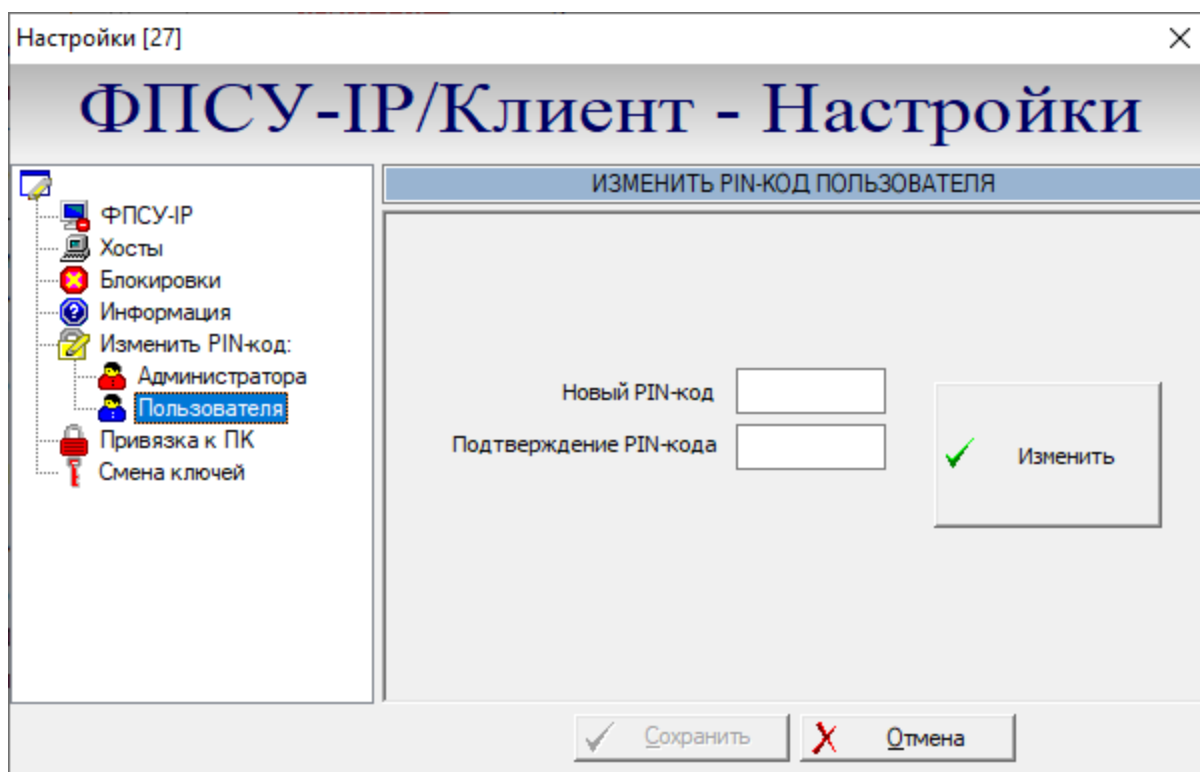 Настройки [27]
ФПСУ-IP/Клиент - Настройки
ФПСУ-IP
Хосты
Блокировки
Информация
Изменить PIN-код:
Администратора
Пользователя
Привязка к ПК
Смена ключей
ИЗМЕНИТЬ PIN-КОД ПОЛЬЗОВАТЕЛЯ
Новый PIN-код
Подтверждение PIN-кода
Изменить
Сохранить
Отмена